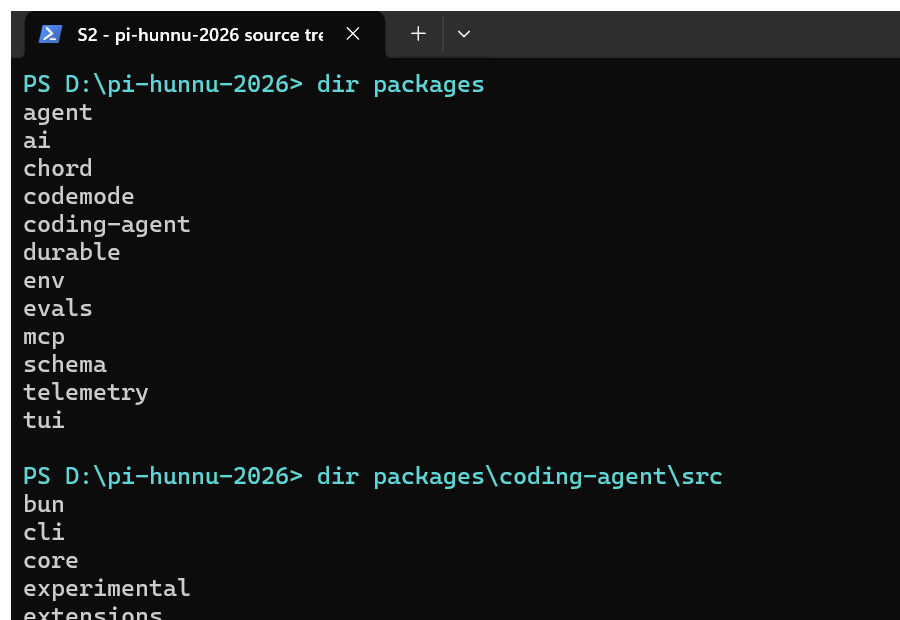 S2 - pi-hunnu-2026 source tre
PS D:\pi-hunnu-2026> dir packages
agent
ai
chord
codemode
coding-agent
durable
env
evals
mcp
schema
telemetry
tui
PS D:\pi-hunnu-2026> dir packages\coding-agent\src
bun
cli
core
experimental
extensions